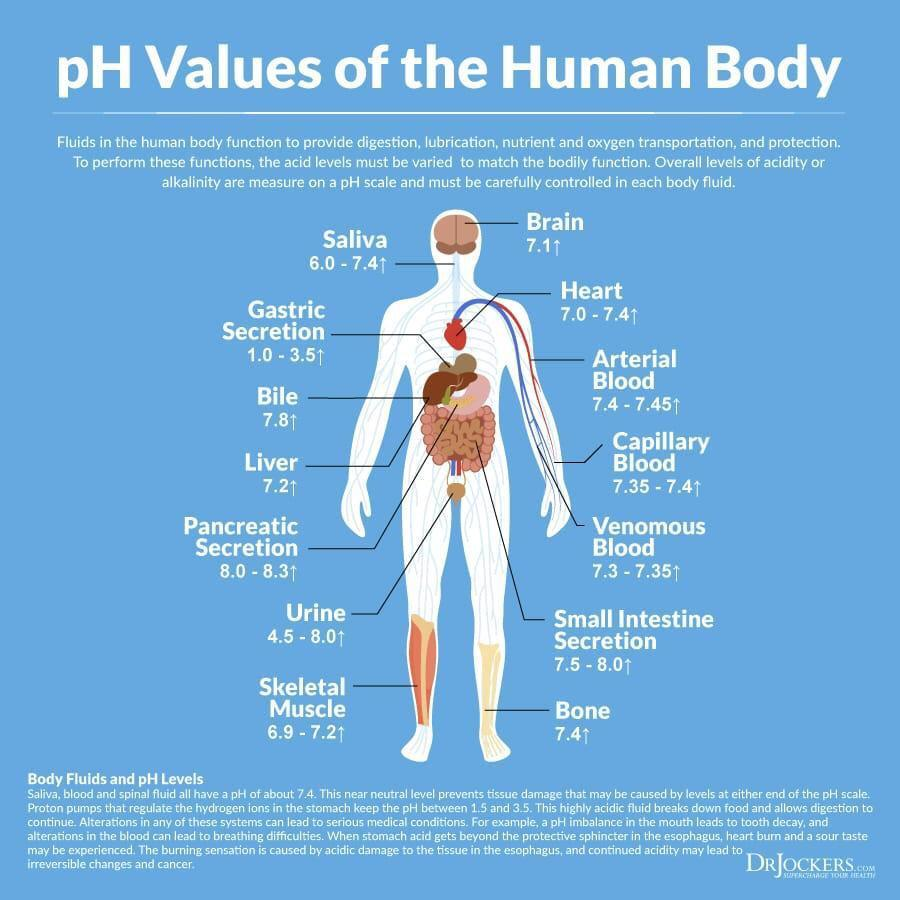 pH Values of the Human Body
Fluids in the human body function to provide digestion, lubrication, nutrient and oxygen transportation, and protection.
To perform these functions, the acid levels must be varied to match the bodily function. Overall levels of acidity or
alkalinity are measure on a pH scale and must be carefully controlled in each body fluid.
Brain
7.1↑
Saliva
6.0 - 7.4↑
Heart
7.0 - 7.4↑
Gastric
Secretion
1.0 - 3.5↑
Arterial
Blood
7.4 - 7.45↑
Bile
7.8↑
Capillary
Blood
7.35 - 7.4↑
Liver
7.2↑
Pancreatic
Secretion
8.0 - 8.3↑
Venomous
Blood
7.3 - 7.35↑
Urine
4.5 - 8.0↑
Small Intestine
Secretion
7.5 - 8.0↑
Skeletal
Muscle
6.9 - 7.2↑
Bone
7.4↑
Body Fluids and pH Levels
Saliva, blood and spinal fluid all have a pH of about 7.4. This near neutral level prevents tissue damage that may be caused by levels at either end of the pH scale.
Proton pumps that regulate the hydrogen ions in the stomach keep the pH between 1.5 and 3.5. This highly acidic fluid breaks down food and allows digestion to
continue. Alterations in any of these systems can lead to serious medical conditions. For example, a pH imbalance in the mouth leads to tooth decay, and
alterations in the blood can lead to breathing difficulties. When stomach acid gets beyond the protective sphincter in the esophagus, heart burn and a sour taste
may be experienced. The burning sensation is caused by acidic damage to the tissue in the esophagus, and continued acidity may lead to
irreversible changes and cancer.
DRJOCKERS.COM
SUPERCHARGE YOUR HEALTH